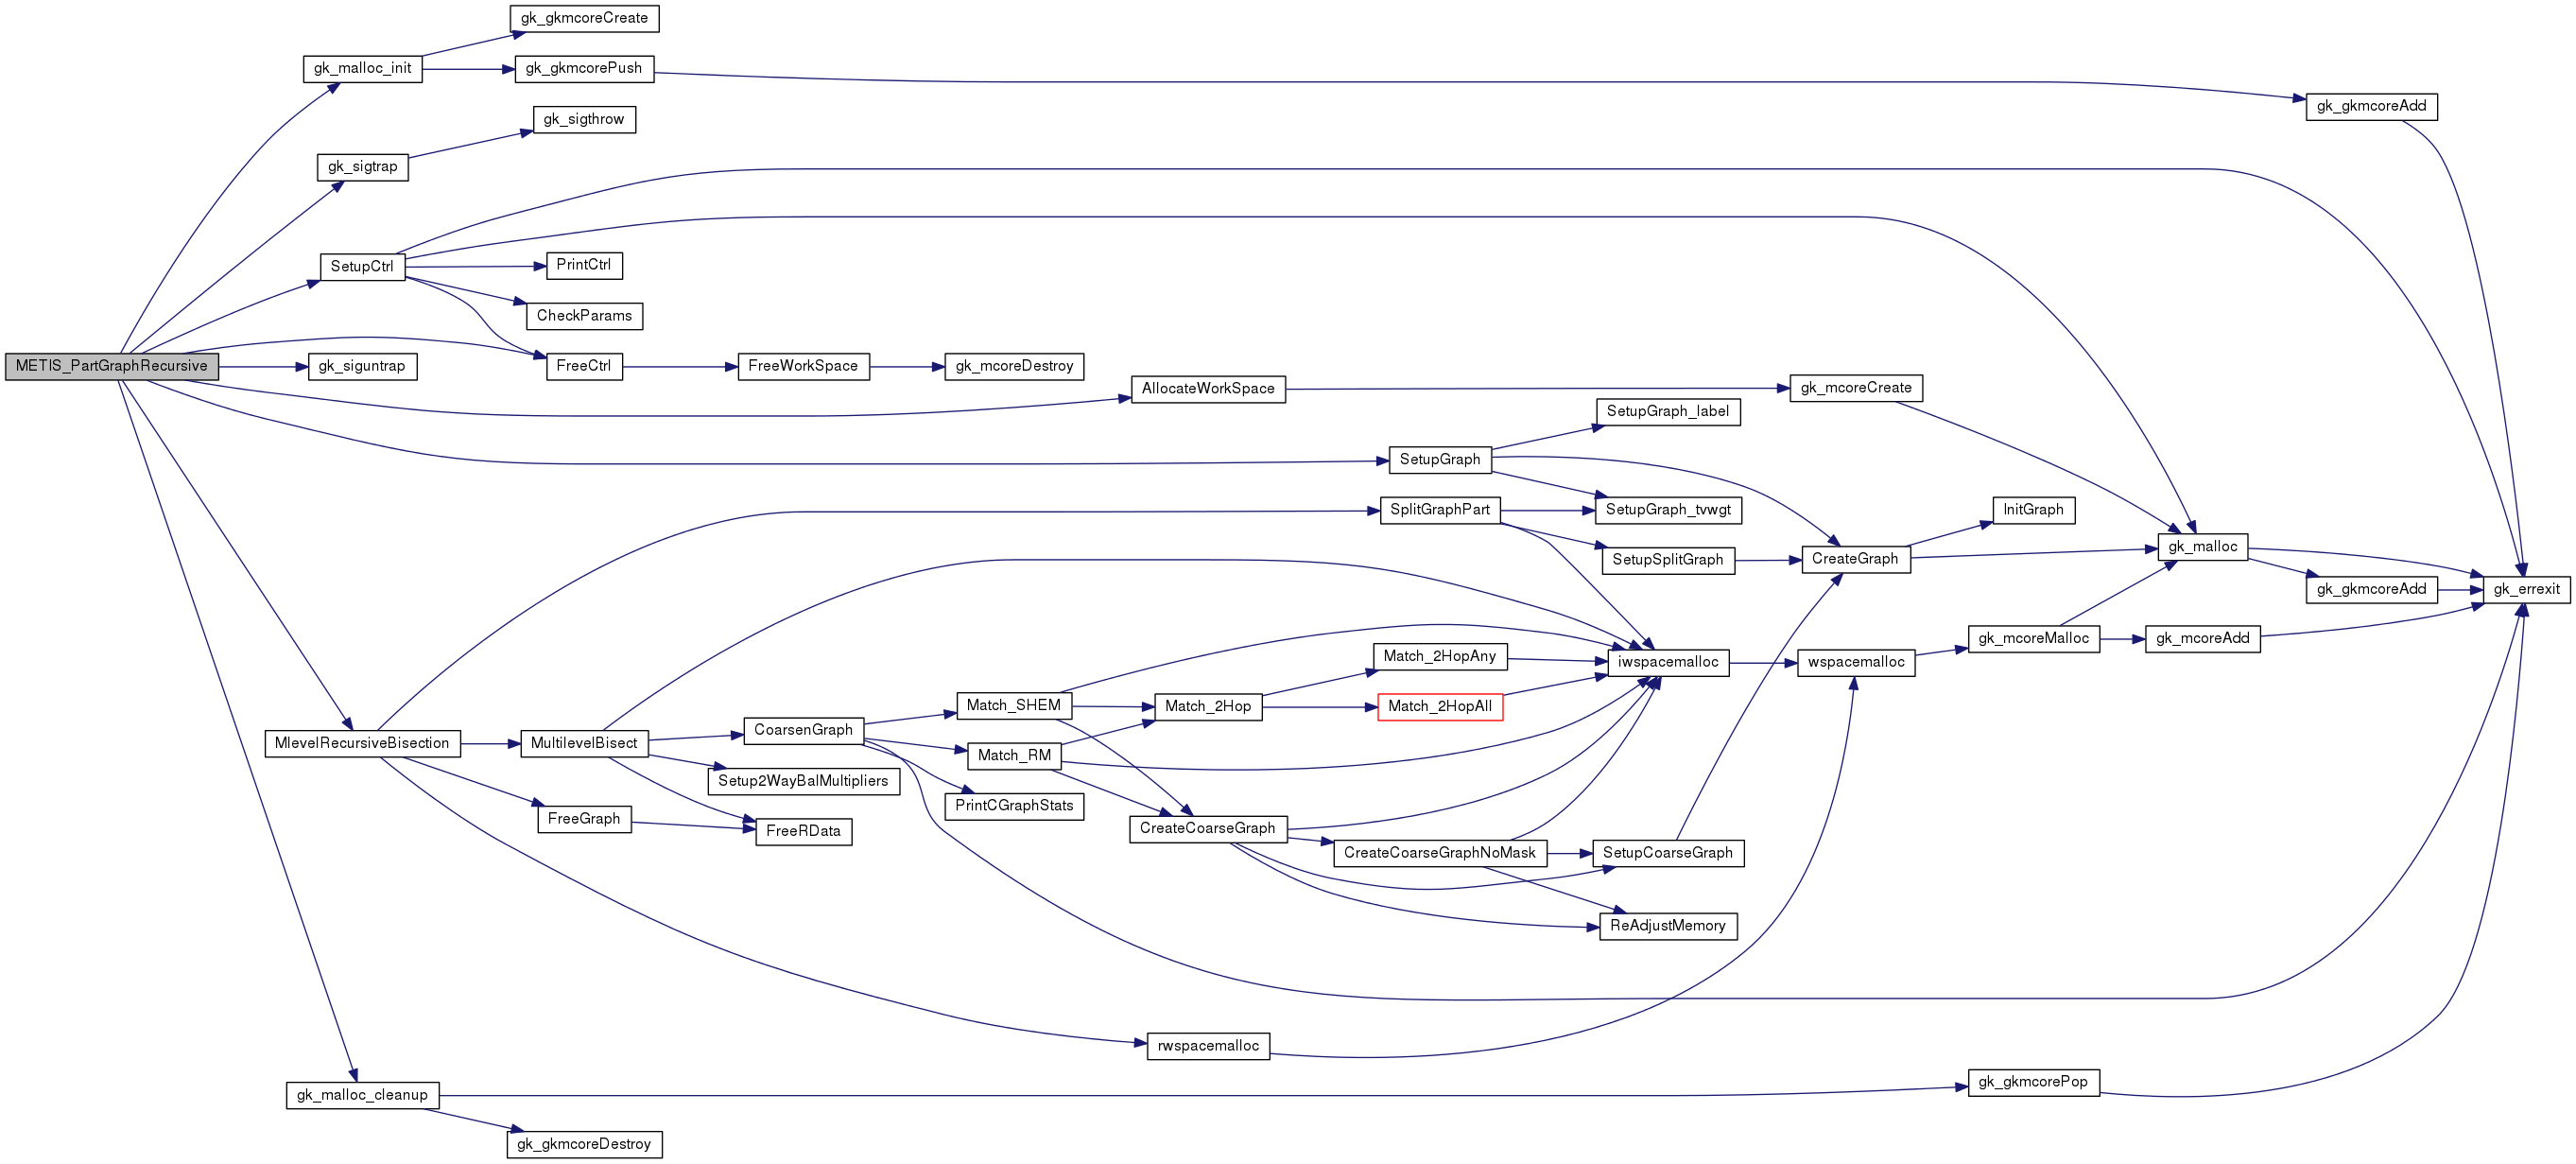 gk_gkmcoreCreate
gk_malloc_init
gk_gkmcorePush
gk_gkmcoreAdd
gk_sigthrow
gk_sigtrap
SetupCtrl
PrintCtrl
CheckParams
METIS_PartGraphRecursive
gk_siguntrap
FreeCtrl
FreeWorkSpace
gk_mcoreDestroy
AllocateWorkSpace
gk_mcoreCreate
SetupGraph_label
SetupGraph
SplitGraphPart
SetupGraph_tvwgt
InitGraph
SetupSplitGraph
CreateGraph
gk_malloc
gk_gkmcoreAdd
gk_errexit
gk_mcoreMalloc
gk_mcoreAdd
Match_2HopAny
iwspacemalloc
wspacemalloc
Match_SHEM
Match_2Hop
Match_2HopAll
MlevelRecursiveBisection
MultilevelBisect
CoarsenGraph
Match_RM
Setup2WayBalMultipliers
PrintCGraphStats
FreeGraph
FreeRData
CreateCoarseGraph
CreateCoarseGraphNoMask
SetupCoarseGraph
ReAdjustMemory
rwspacemalloc
gk_malloc_cleanup
gk_gkmcorePop
gk_gkmcoreDestroy